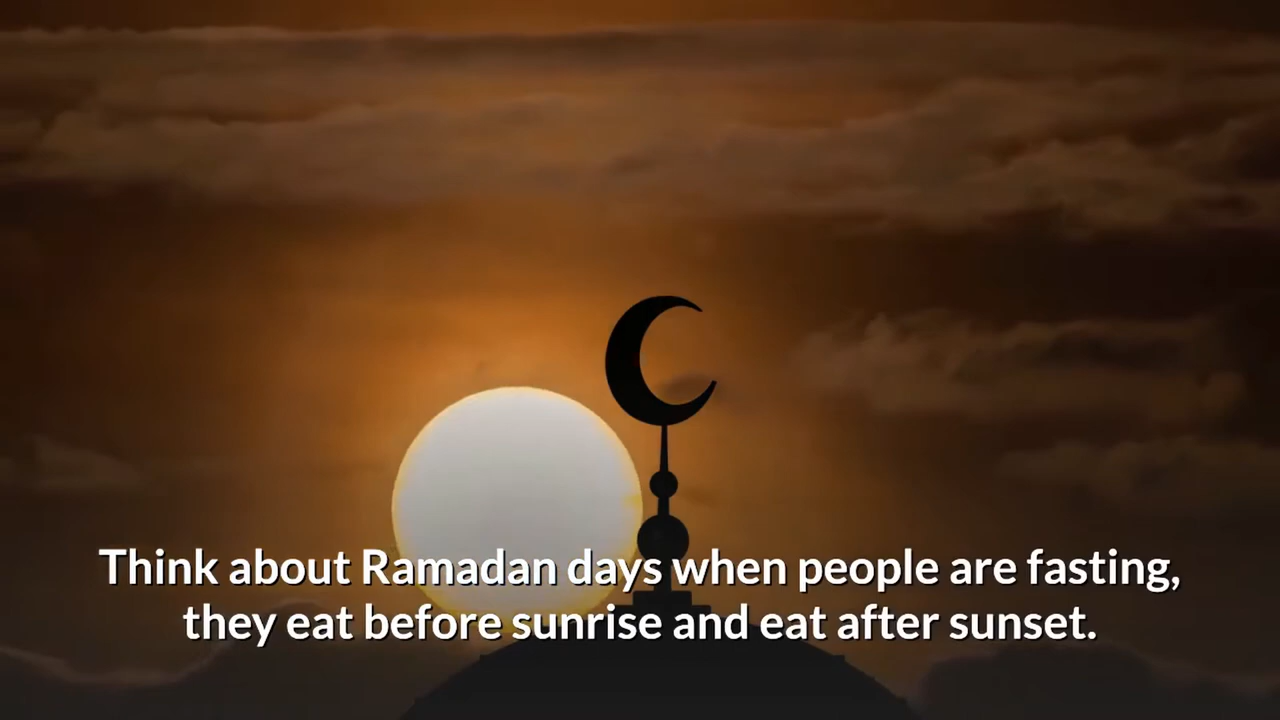 Think about Ramadan days when people are fasting,
they eat before sunrise and eat after sunset.